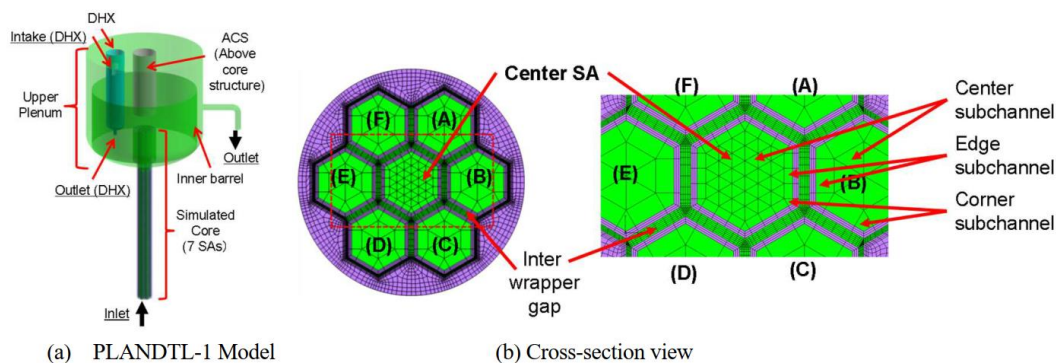 DHX
Intake (DHX)
ACS
(Above
core
structure)
Upper
Plenum
Outlet
Inner barrel
Outlet (DHX)
Simulated
Core
(7 SAs)
Inlet
(a) PLANDTL-1 Model
Center SA
(F)
(A)
(E)
(B)
(D)
(C)
Inter
wrapper
gap
(F)
(A)
(E)
(B)
(D)
(C)
Center
subchannel
Edge
subchannel
Corner
subchannel
(b) Cross-section view